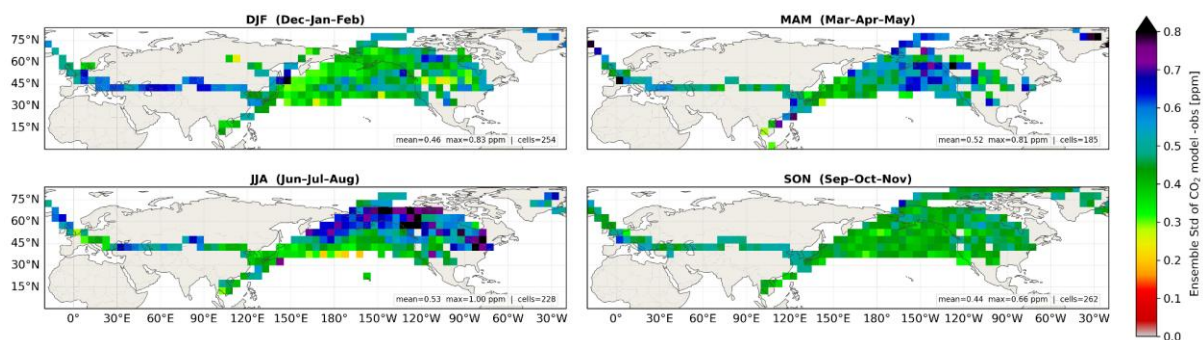 DJF (Dec-Jan-Feb)
MAM (Mar-Apr-May)
75°N
60°N
45°N
30°N
15°N
mean=0.46 max=0.83 ppm | cells=254
75°N
60°N
45°N
30°N
15°N
mean=0.52 max=0.81 ppm | cells=185
JJA (Jun-Jul-Aug)
SON (Sep-Oct-Nov)
75°N
60°N
45°N
30°N
15°N
mean=0.53 max=1.00 ppm | cells=228
75°N
60°N
45°N
30°N
15°N
mean=0.44 max=0.66 ppm | cells=262
0° 30°E 60°E 90°E 120°E 150°E 180° 150°W 120°W 90°W 60°W 30°W
0° 30°E 60°E 90°E 120°E 150°E 180° 150°W 120°W 90°W 60°W 30°W
0.8
0.7
0.6
0.5
0.4
0.3
0.2
0.1
0.0
Ensemble Std of CO₂ model -obs [ppm]